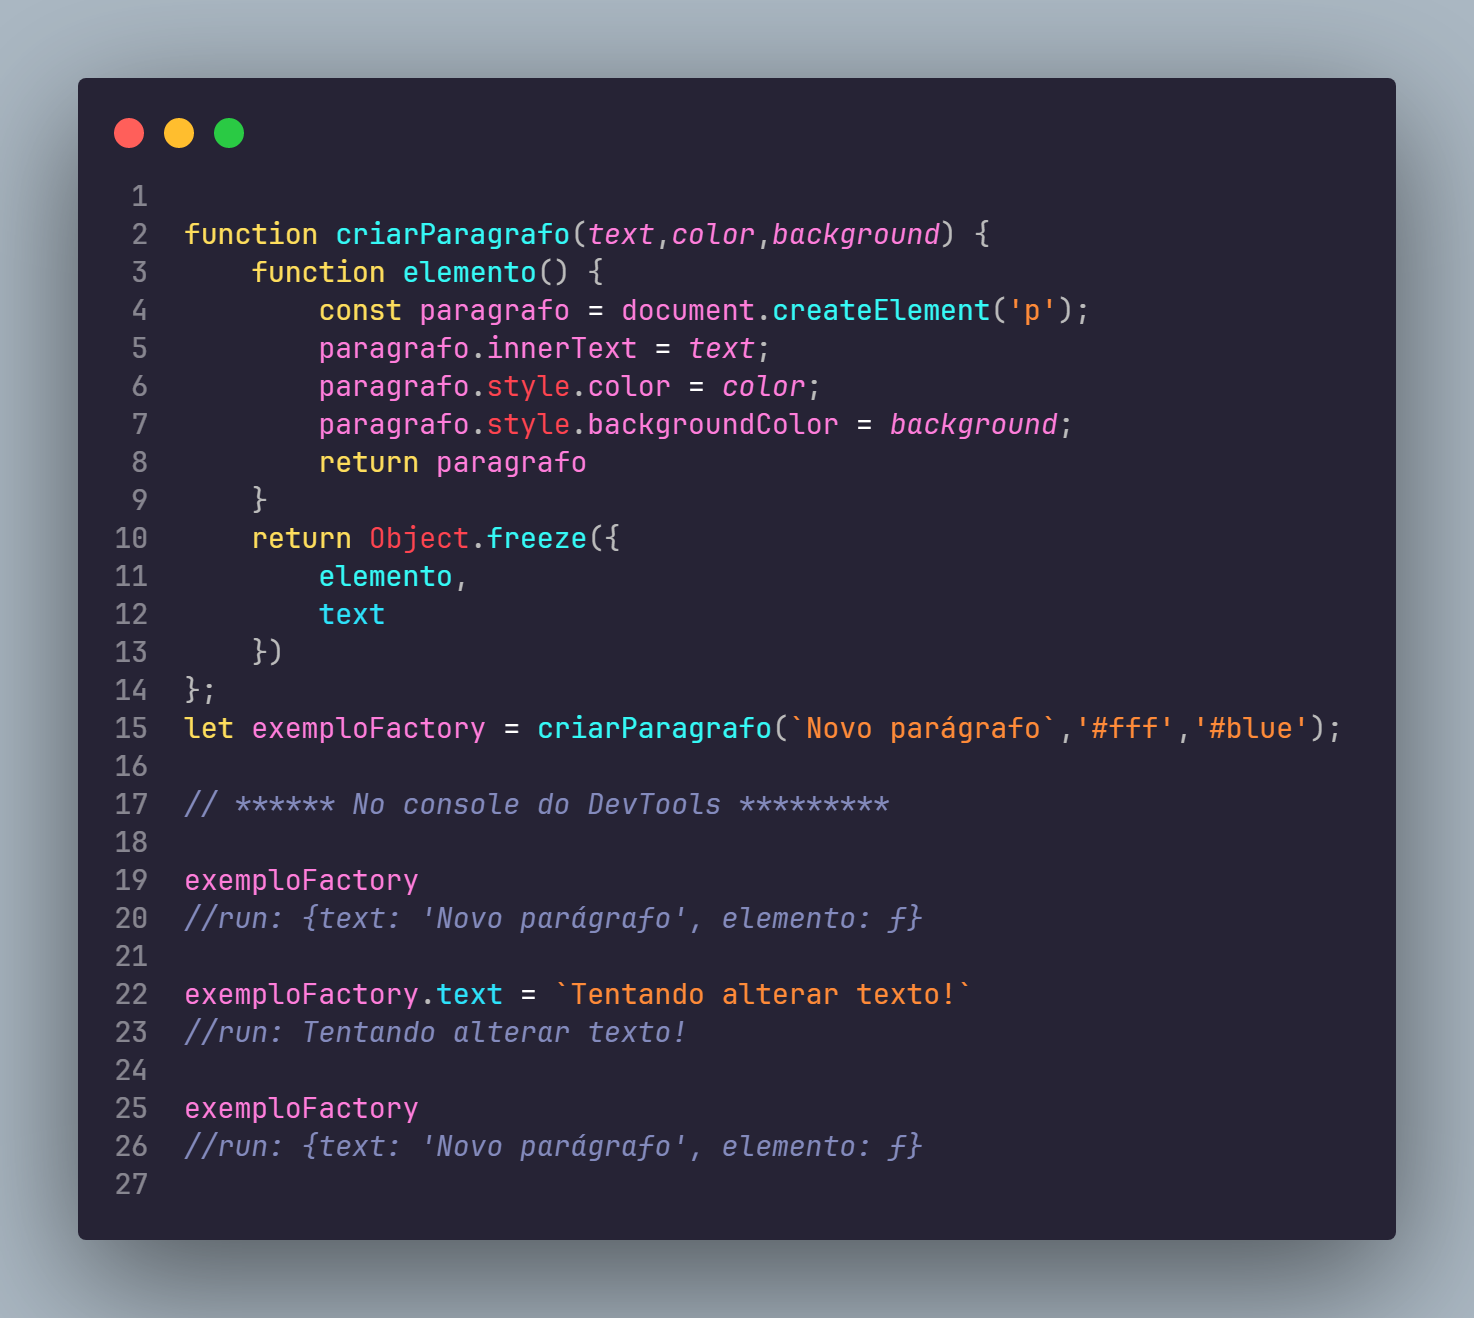 1
2 function criarParagrafo(text,color,background) {
3     function elemento() {
4         const paragrafo = document.createElement('p');
5         paragrafo.innerText = text;
6         paragrafo.style.color = color;
7         paragrafo.style.backgroundColor = background;
8         return paragrafo
9     }
10     return Object.freeze({
11         elemento,
12         text
13     })
14 };
15 let exemploFactory = criarParagrafo(`Novo parágrafo`,'#fff','#blue');
16
17 // ****** No console do DevTools *********
18
19 exemploFactory
20 //run: {text: 'Novo parágrafo', elemento: ƒ}
21
22 exemploFactory.text = `Tentando alterar texto!`
23 //run: Tentando alterar texto!
24
25 exemploFactory
26 //run: {text: 'Novo parágrafo', elemento: ƒ}
27